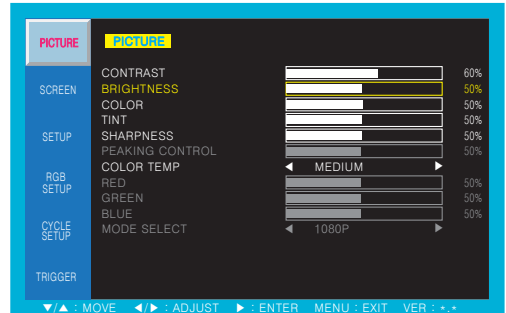 PICTURE
SCREEN
SETUP
RGB
SETUP
CYCLE
SETUP
TRIGGER
PICTURE
CONTRAST 60%
BRIGHTNESS 50%
COLOR 50%
TINT 50%
SHARPNESS 50%
PEAKING CONTROL 50%
COLOR TEMP ◀ MEDIUM ▶
RED 50%
GREEN 50%
BLUE 50%
MODE SELECT ◀ 1080P ▶
▼/▲ : MOVE ◀/▶ : ADJUST ▶ : ENTER MENU : EXIT VER : *.*